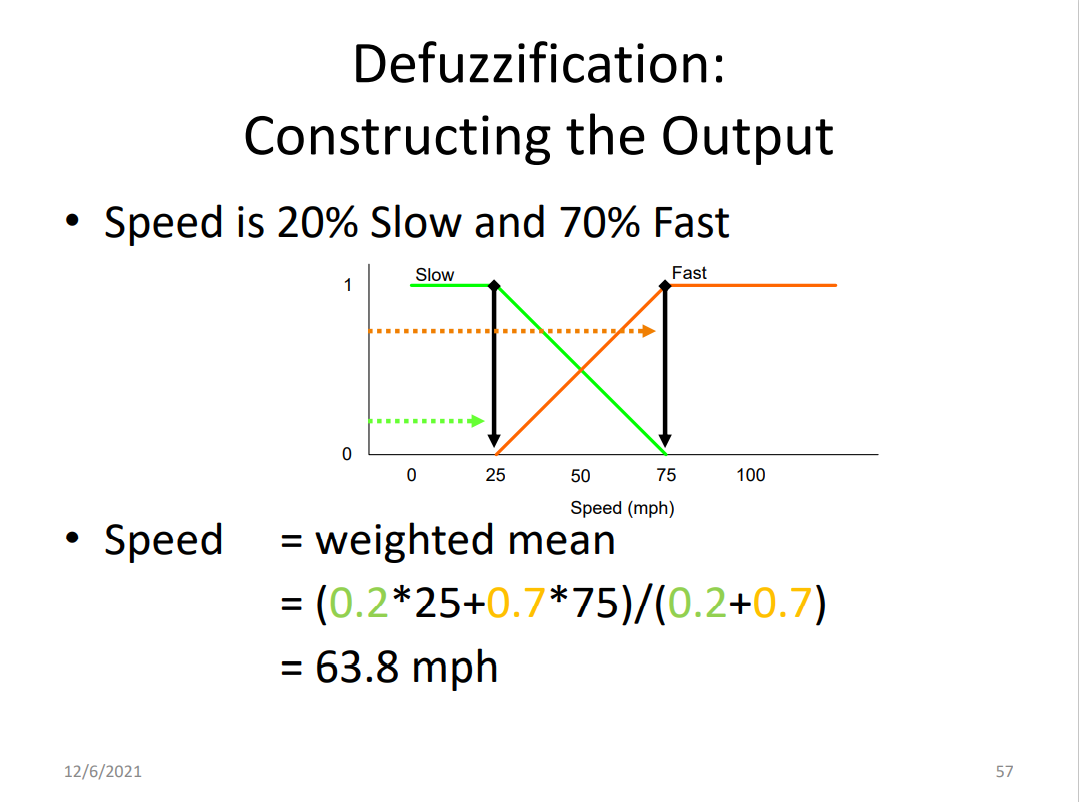 Defuzzification:
Constructing the Output
• Speed is 20% Slow and 70% Fast
Slow
Fast
1
0
0 25 50 75 100
Speed (mph)
• Speed = weighted mean
= (0.2*25+0.7*75)/(0.2+0.7)
= 63.8 mph
12/6/2021
57